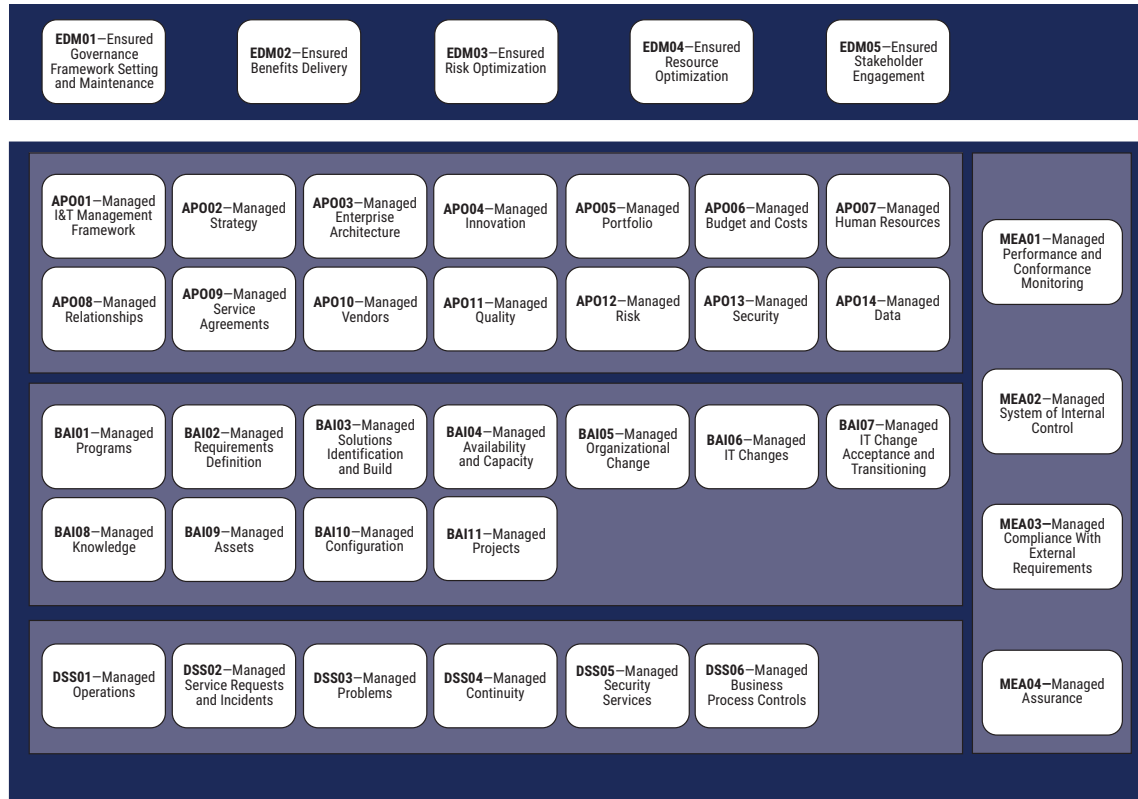 EDM01—Ensured
Governance
Framework Setting
and Maintenance
EDM02—Ensured
Benefits Delivery
EDM03—Ensured
Risk Optimization
EDM04—Ensured
Resource
Optimization
EDM05—Ensured
Stakeholder
Engagement
APO01—Managed
I&T Management
Framework
APO02—Managed
Strategy
APO03—Managed
Enterprise
Architecture
APO04—Managed
Innovation
APO05—Managed
Portfolio
APO06—Managed
Budget and Costs
APO07—Managed
Human Resources
APO08—Managed
Relationships
APO09—Managed
Service
Agreements
APO10—Managed
Vendors
APO11—Managed
Quality
APO12—Managed
Risk
APO13—Managed
Security
APO14—Managed
Data
BAI01—Managed
Programs
BAI02—Managed
Requirements
Definition
BAI03—Managed
Solutions
Identification
and Build
BAI04—Managed
Availability
and Capacity
BAI05—Managed
Organizational
Change
BAI06—Managed
IT Changes
BAI07—Managed
IT Change
Acceptance and
Transitioning
BAI08—Managed
Knowledge
BAI09—Managed
Assets
BAI10—Managed
Configuration
BAI11—Managed
Projects
DSS01—Managed
Operations
DSS02—Managed
Service Requests
and Incidents
DSS03—Managed
Problems
DSS04—Managed
Continuity
DSS05—Managed
Security
Services
DSS06—Managed
Business
Process Controls
MEA01—Managed
Performance and
Conformance
Monitoring
MEA02—Managed
System of Internal
Control
MEA03—Managed
Compliance With
External
Requirements
MEA04—Managed
Assurance